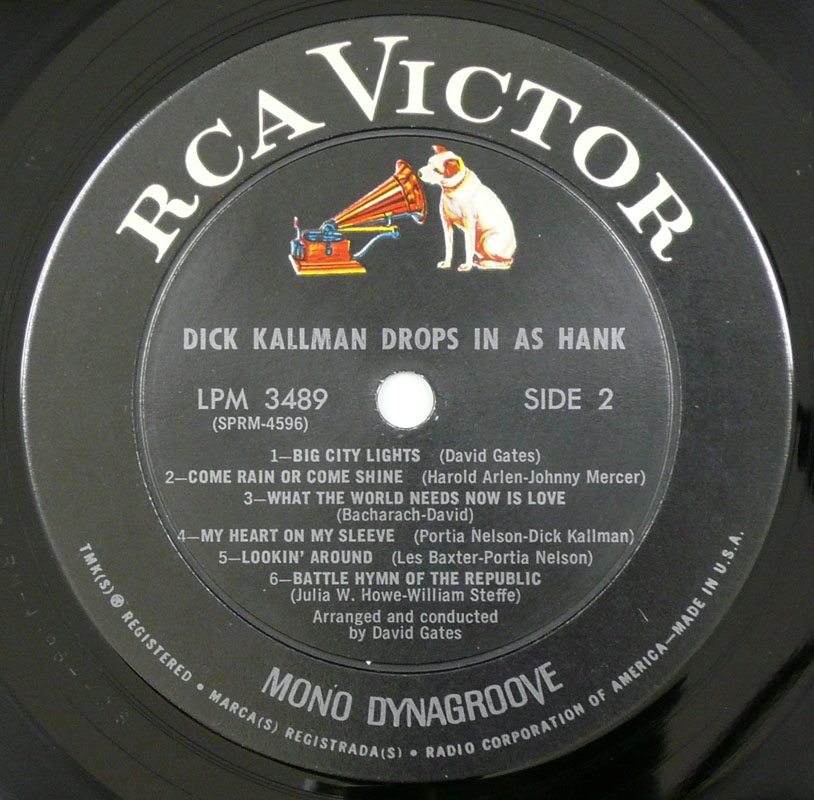 RCA VICTOR
DICK KALLMAN DROPS IN AS HANK
LPM 3489
(SPRM-4596)
SIDE 2
1—BIG CITY LIGHTS (David Gates)
2—COME RAIN OR COME SHINE (Harold Arlen-Johnny Mercer)
3—WHAT THE WORLD NEEDS NOW IS LOVE
(Bacharach-David)
4—MY HEART ON MY SLEEVE (Portia Nelson-Dick Kallman)
5—LOOKIN' AROUND (Les Baxter-Portia Nelson)
6—BATTLE HYMN OF THE REPUBLIC
(Julia W. Howe-William Steffe)
Arranged and conducted
by David Gates
MONO DYNAGROOVE
TMK(S) ® REGISTERED • MARCA(S) REGISTRADA(S) • RADIO CORPORATION OF AMERICA—MADE IN U.S.A.